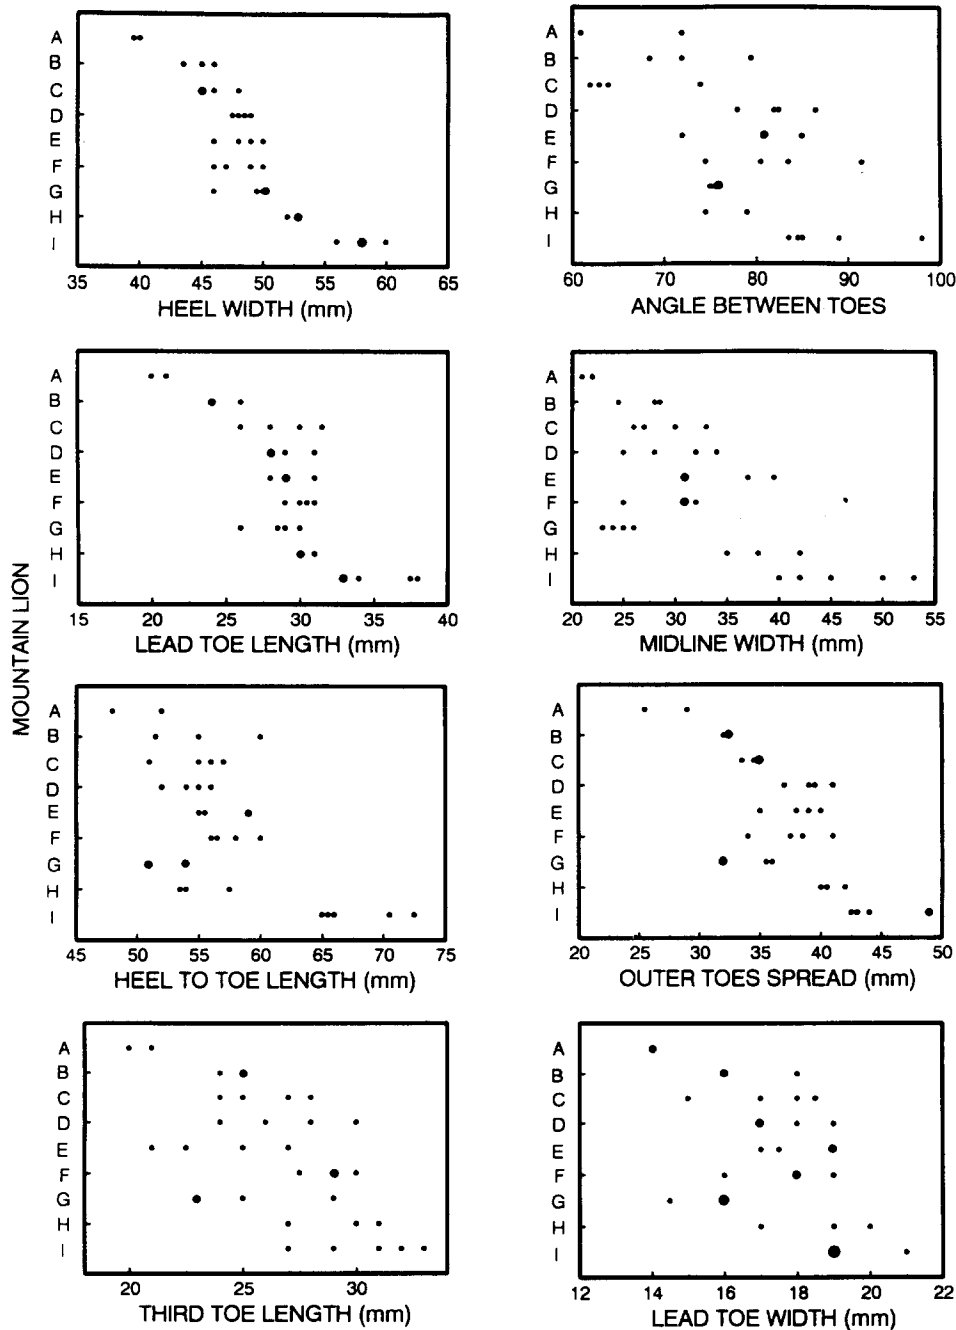 A
B
C
D
E
F
G
H
I
35 40 45 50 55 60 65
HEEL WIDTH (mm)
A
B
C
D
E
F
G
H
I
60 70 80 90 100
ANGLE BETWEEN TOES
MOUNTAIN LION
A
B
C
D
E
F
G
H
I
15 20 25 30 35 40
LEAD TOE LENGTH (mm)
A
B
C
D
E
F
G
H
I
20 25 30 35 40 45 50 55
MIDLINE WIDTH (mm)
A
B
C
D
E
F
G
H
I
45 50 55 60 65 70 75
HEEL TO TOE LENGTH (mm)
A
B
C
D
E
F
G
H
I
20 25 30 35 40 45 50
OUTER TOES SPREAD (mm)
A
B
C
D
E
F
G
H
I
20 25 30
THIRD TOE LENGTH (mm)
A
B
C
D
E
F
G
H
I
12 14 16 18 20 22
LEAD TOE WIDTH (mm)